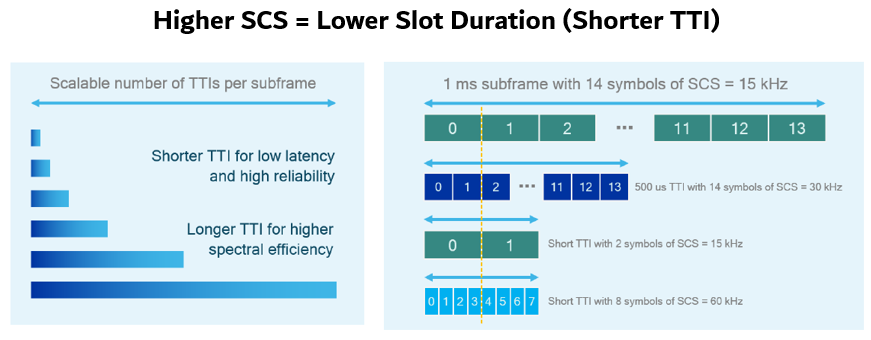 Higher SCS = Lower Slot Duration (Shorter TTI)
Scalable number of TTIs per subframe
Shorter TTI for low latency
and high reliability
Longer TTI for higher
spectral efficiency
1 ms subframe with 14 symbols of SCS = 15 kHz
0 1 2 ... 11 12 13
0 1 2 ... 11 12 13 500 us TTI with 14 symbols of SCS = 30 kHz
0 1 Short TTI with 2 symbols of SCS = 15 kHz
0 1 2 3 4 5 6 7 Short TTI with 8 symbols of SCS = 60 kHz